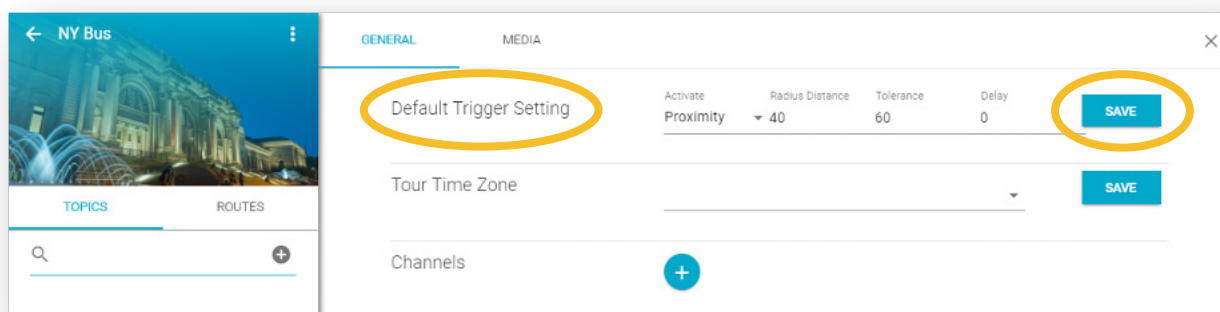 NY Bus
TOPICS ROUTES
GENERAL MEDIA
Default Trigger Setting
Activate Radius Distance Tolerance Delay
Proximity 40 60 0
SAVE
Tour Time Zone
SAVE
Channels